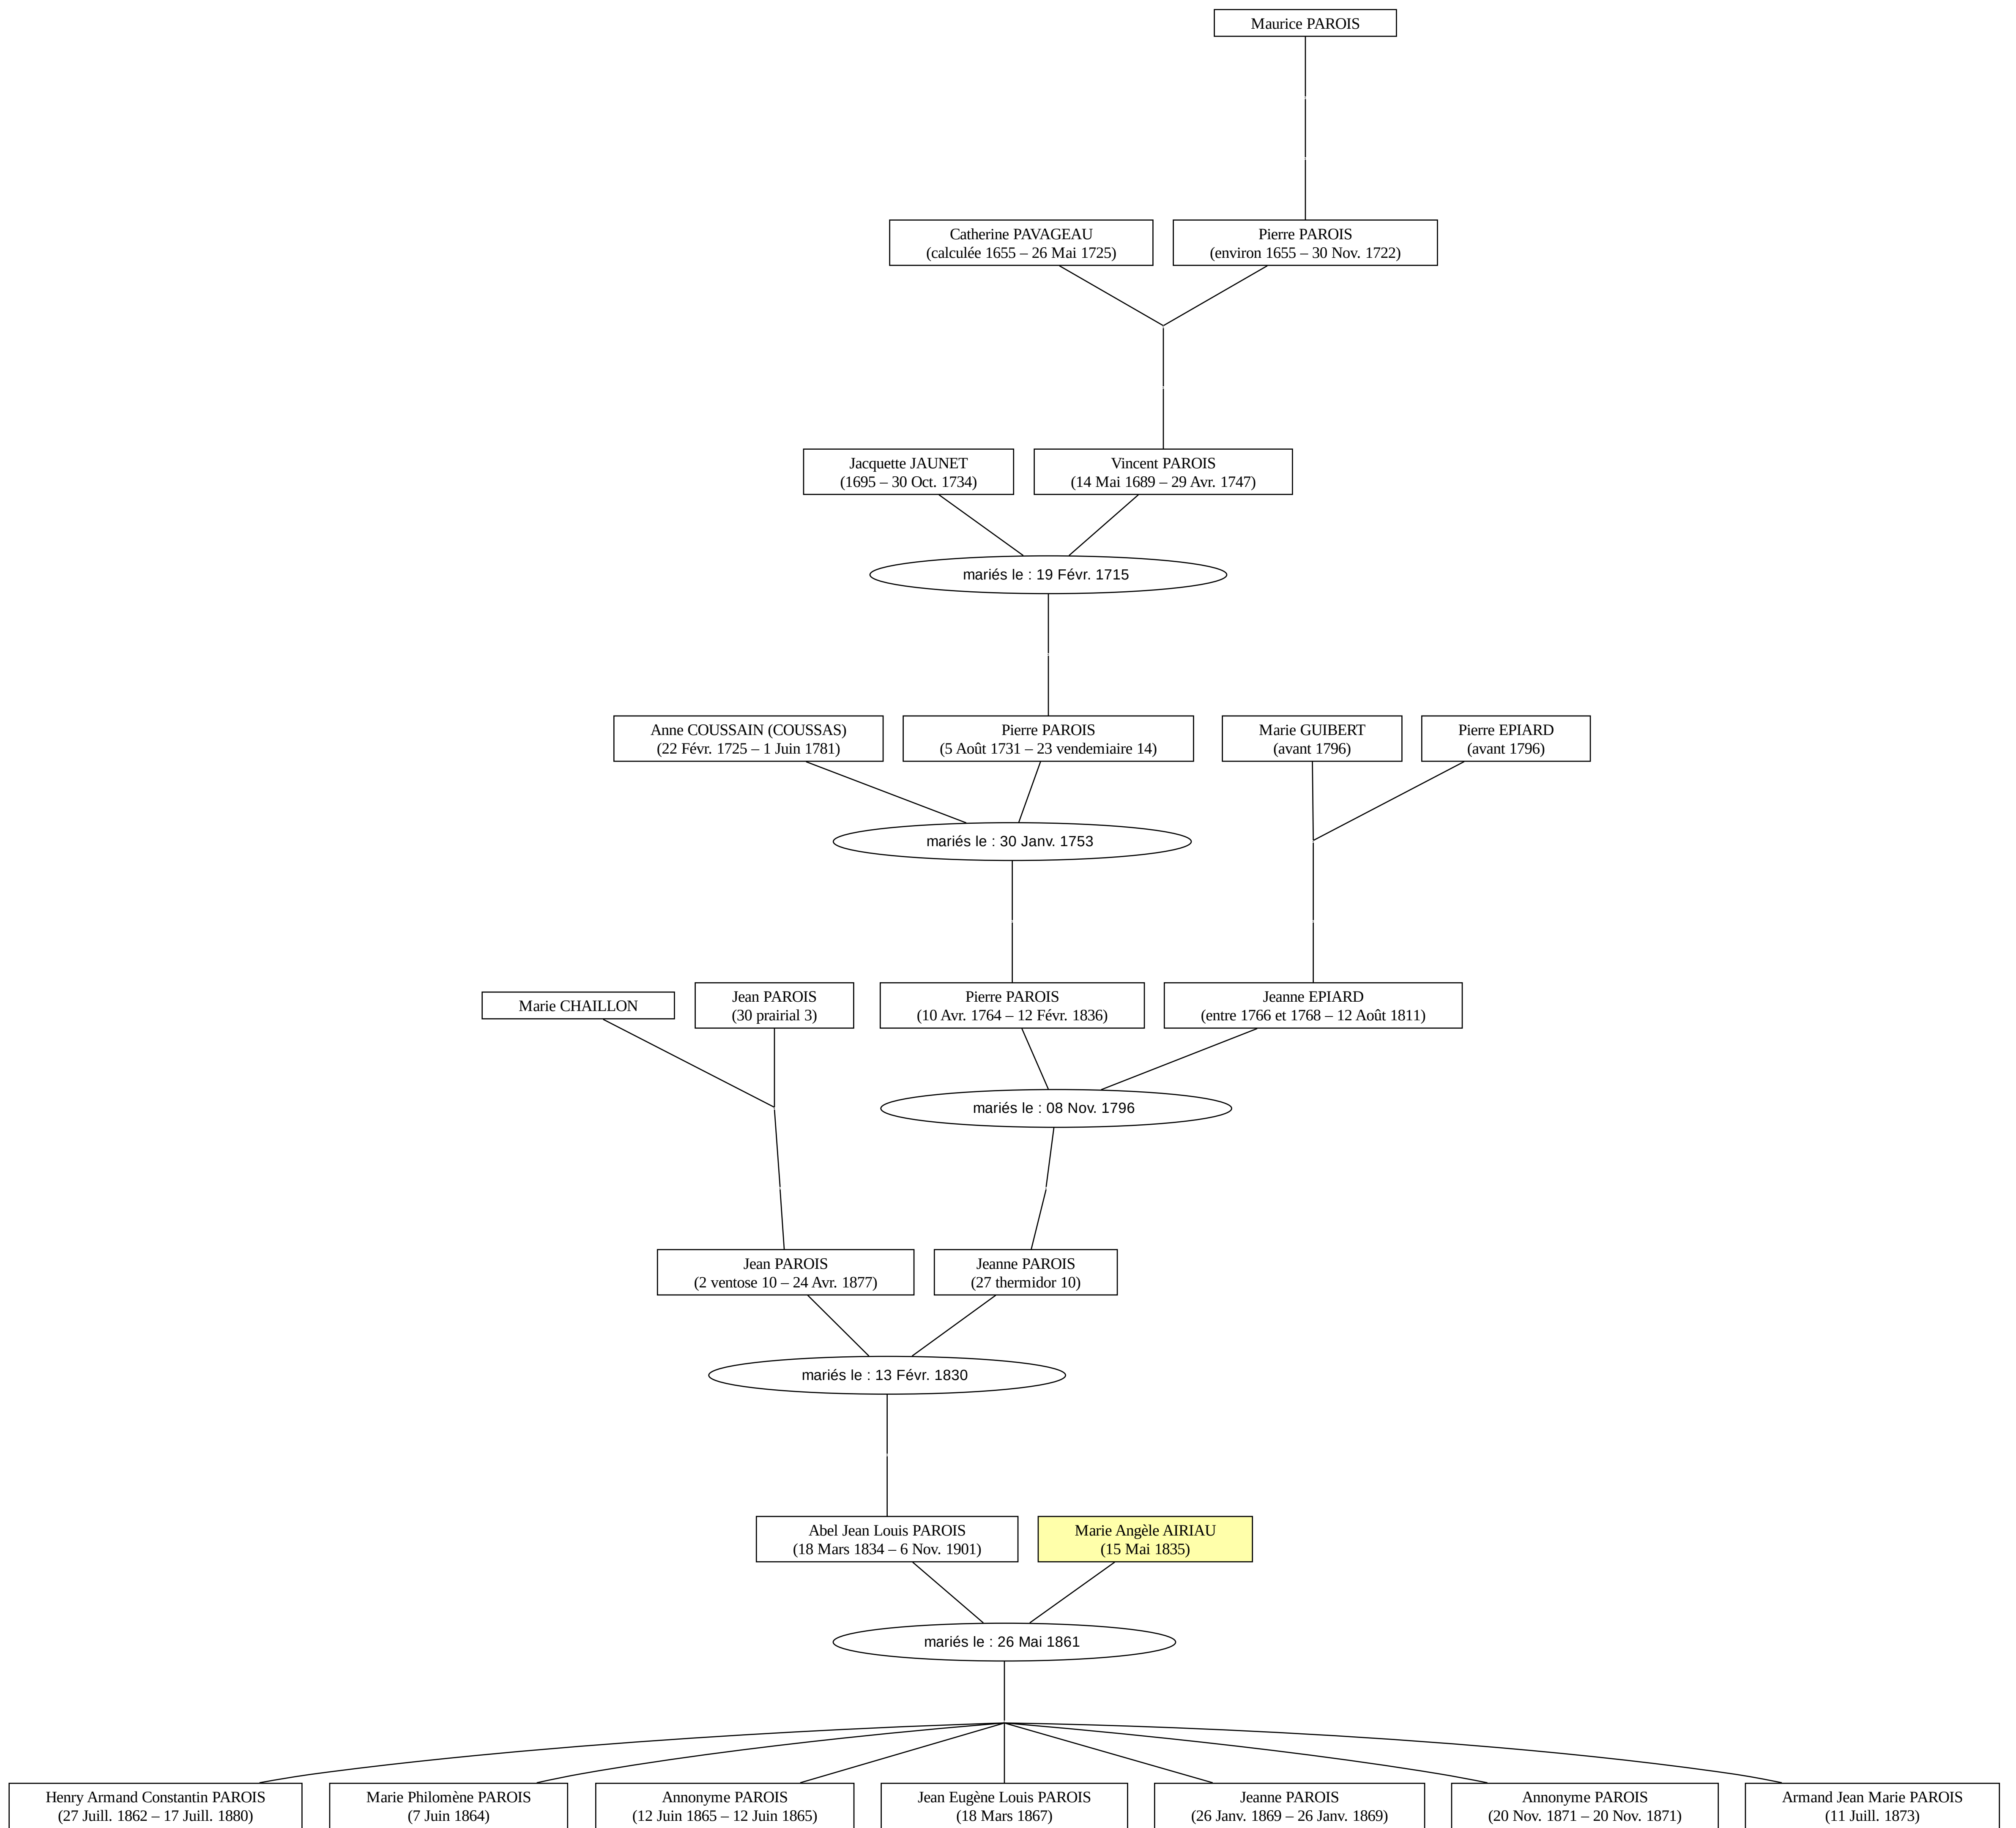 Maurice PAROIS
Catherine PAVAGEAU
(calculée 1655 – 26 Mai 1725)
Pierre PAROIS
(environ 1655 – 30 Nov. 1722)
Jacquette JAUNET
(1695 – 30 Oct. 1734)
Vincent PAROIS
(14 Mai 1689 – 29 Avr. 1747)
mariés le : 19 Févr. 1715
Anne COUSSAIN (COUSSAS)
(22 Févr. 1725 – 1 Juin 1781)
Pierre PAROIS
(5 Août 1731 – 23 vendemiaire 14)
Marie GUIBERT
(avant 1796)
Pierre EPIARD
(avant 1796)
mariés le : 30 Janv. 1753
Marie CHAILLON
Jean PAROIS
(30 prairial 3)
Pierre PAROIS
(10 Avr. 1764 – 12 Févr. 1836)
Jeanne EPIARD
(entre 1766 et 1768 – 12 Août 1811)
mariés le : 08 Nov. 1796
Jean PAROIS
(2 ventose 10 – 24 Avr. 1877)
Jeanne PAROIS
(27 thermidor 10)
mariés le : 13 Févr. 1830
Abel Jean Louis PAROIS
(18 Mars 1834 – 6 Nov. 1901)
Marie Angèle AIRIAU
(15 Mai 1835)
mariés le : 26 Mai 1861
Henry Armand Constantin PAROIS
(27 Juill. 1862 – 17 Juill. 1880)
Marie Philomène PAROIS
(7 Juin 1864)
Annonyme PAROIS
(12 Juin 1865 – 12 Juin 1865)
Jean Eugène Louis PAROIS
(18 Mars 1867)
Jeanne PAROIS
(26 Janv. 1869 – 26 Janv. 1869)
Annonyme PAROIS
(20 Nov. 1871 – 20 Nov. 1871)
Armand Jean Marie PAROIS
(11 Juill. 1873)